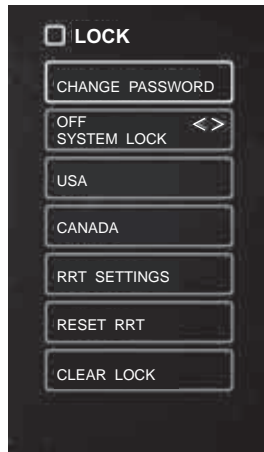 LOCK
CHANGE PASSWORD
OFF <>
SYSTEM LOCK
USA
CANADA
RRT SETTINGS
RESET RRT
CLEAR LOCK